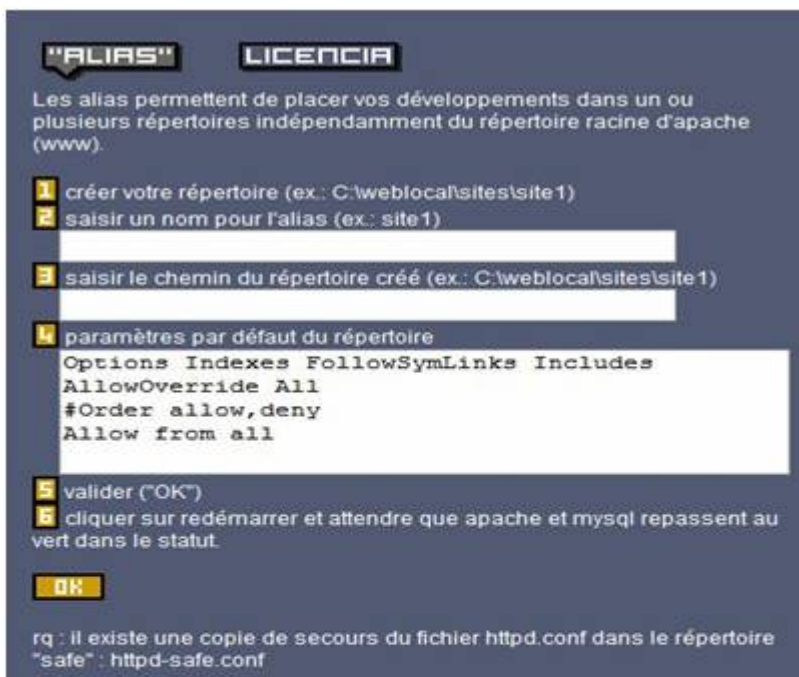 "ALIAS" LICENCIA
Les alias permettent de placer vos développements dans un ou
plusieurs répertoires indépendamment du répertoire racine d'apache
(www).
1 créer votre répertoire (ex.: C:\weblocal\sites\site1)
2 saisir un nom pour l'alias (ex.: site1)
3 saisir le chemin du répertoire créé (ex.: C:\weblocal\sites\site1)
4 paramètres par défaut du répertoire
Options Indexes FollowSymLinks Includes
AllowOverride All
#Order allow,deny
Allow from all
5 valider ("OK")
6 cliquer sur redémarrer et attendre que apache et mysql repassent au
vert dans le statut.
OK
rq : il existe une copie de secours du fichier httpd.conf dans le répertoire
"safe" : httpd-safe.conf